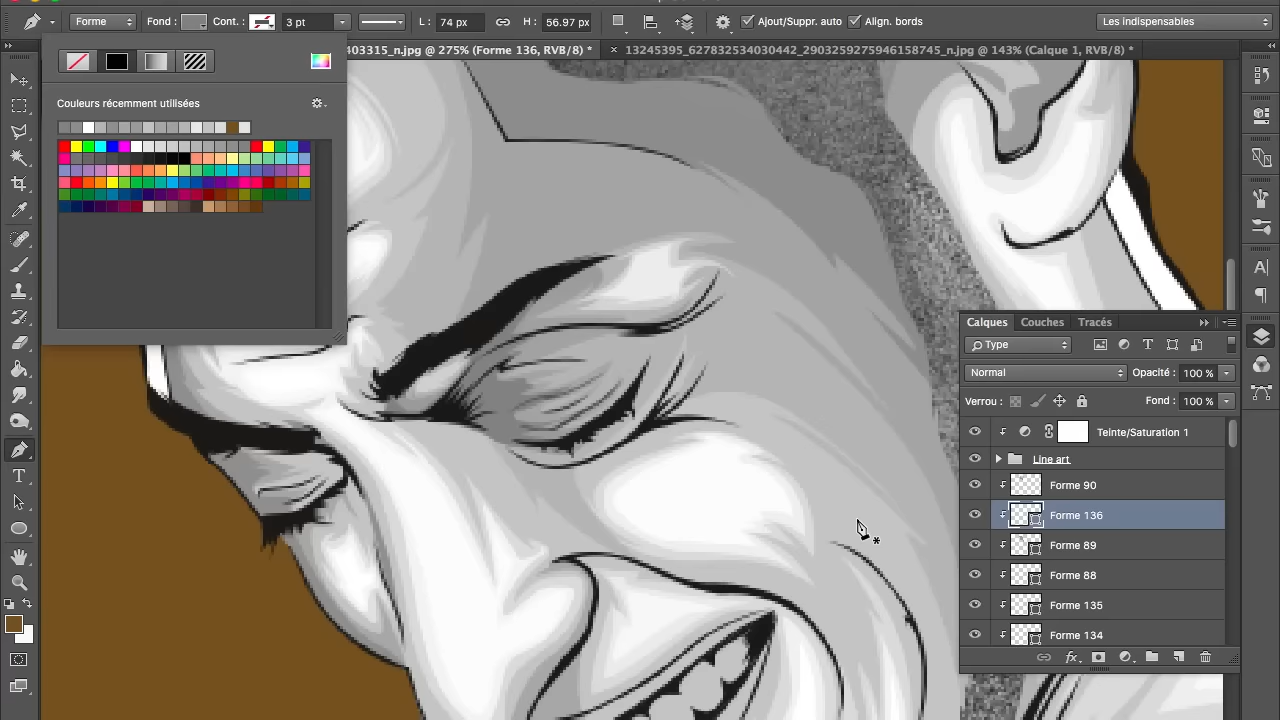 Forme Fond : Cont. : 3 pt L : 74 px H : 56.97 px Ajout/Suppr. auto Align. bords Les indispensables
403315_n.jpg @ 275% (Forme 136, RVB/8) * 13245395_627832534030442_2903259275946158745_n.jpg @ 143% (Calque 1, RVB/8) *
Couleurs récemment utilisées
Calques Couches Tracés
Type
Normal Opacité : 100 %
Verrou : Fond : 100 %
Teinte/Saturation 1
Line art
Forme 90
Forme 136
Forme 89
Forme 88
Forme 135
Forme 134
fx